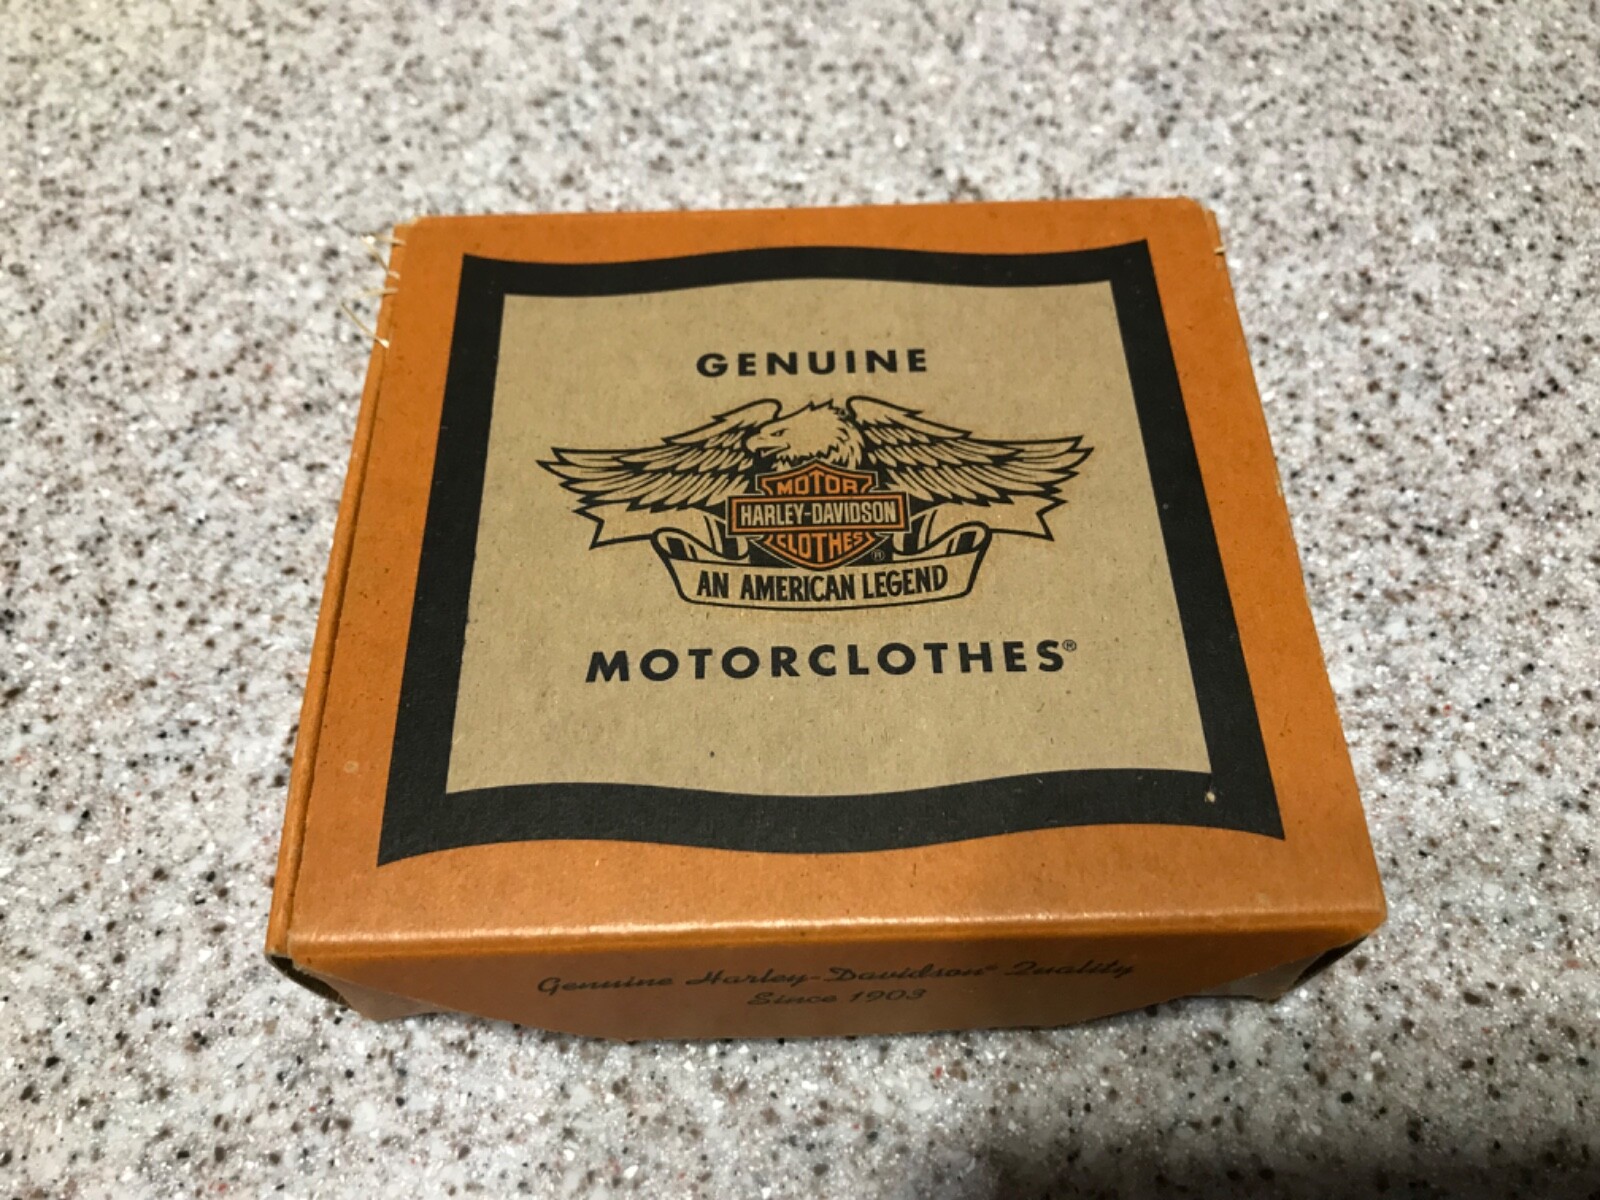 GENUINE
MOTOR
HARLEY-DAVIDSON
CLOTHES®
AN AMERICAN LEGEND
MOTORCLOTHES®
Genuine Harley-Davidson® Quality
Since 1903